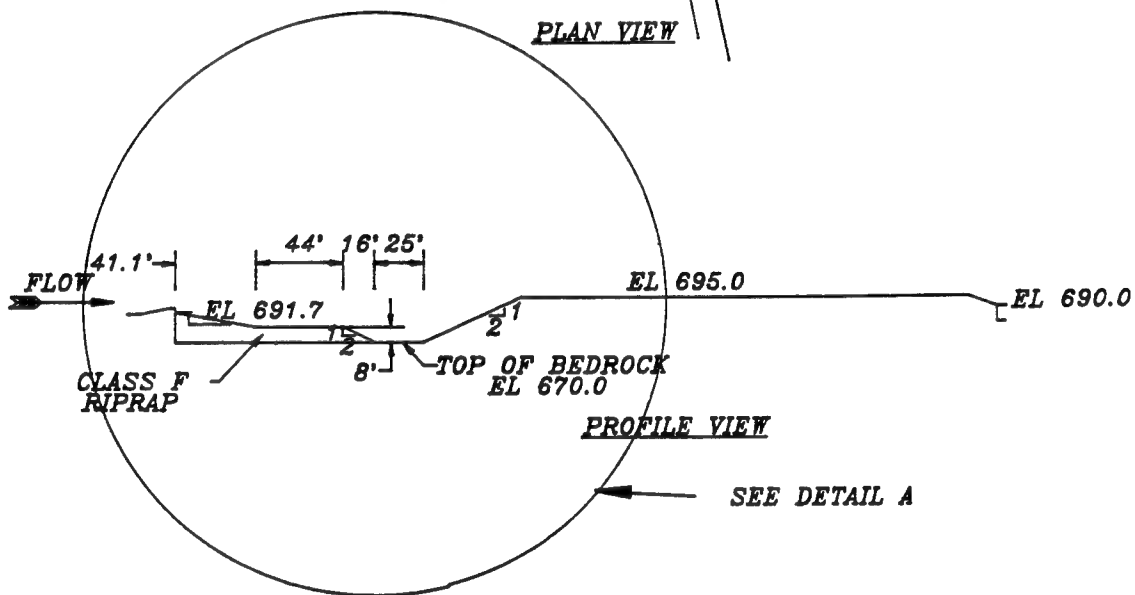 PLAN VIEW
44' 16' 25'
41.1'
FLOW
EL 695.0
EL 691.7
EL 690.0
1
2
1
2
8'
TOP OF BEDROCK
EL 670.0
CLASS F
RIPRAP
PROFILE VIEW
SEE DETAIL A